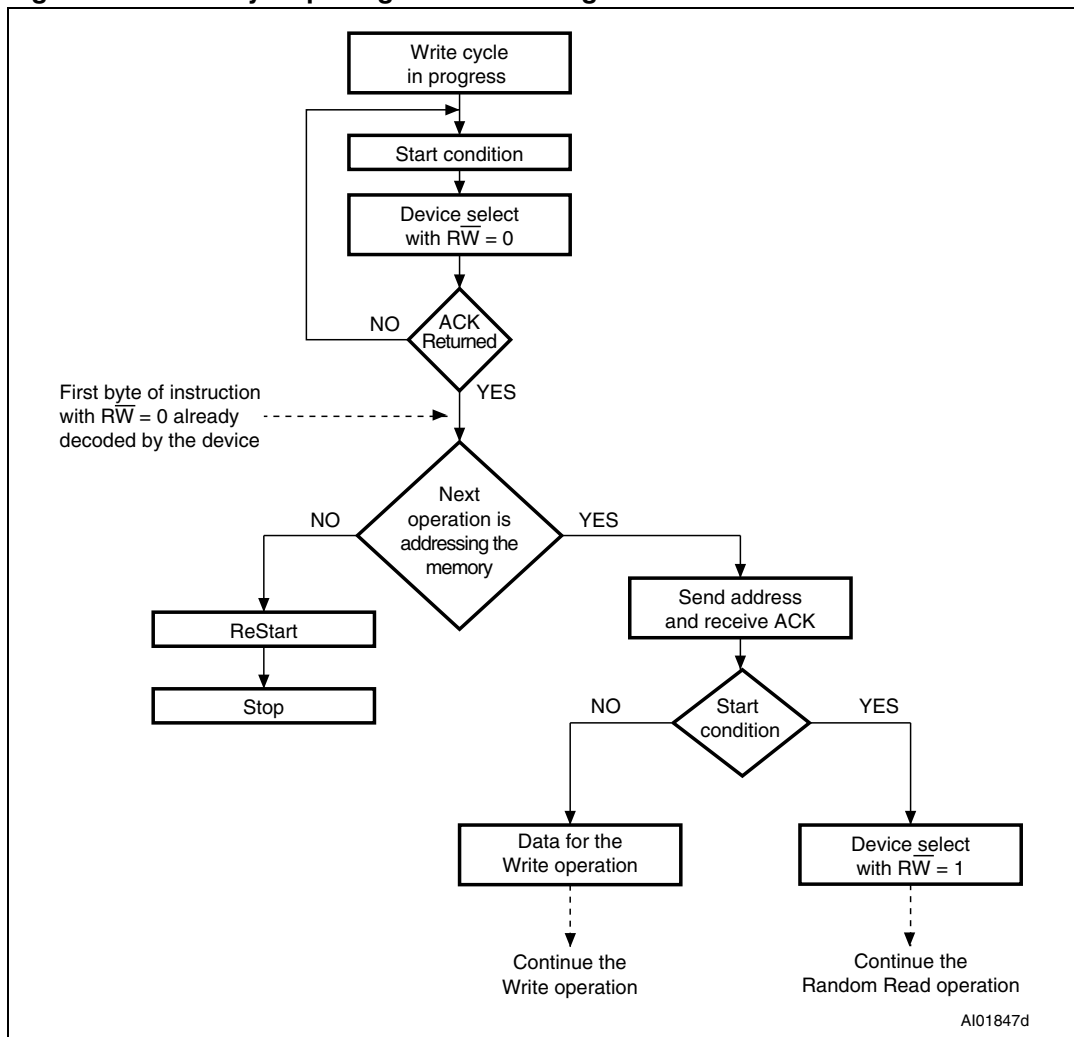 Write cycle
in progress
Start condition
Device select
with RW̅ = 0
NO
ACK
Returned
YES
First byte of instruction
with RW̅ = 0 already
decoded by the device
Next
operation is
addressing the
memory
NO
YES
Send address
and receive ACK
ReStart
Stop
NO
Start
condition
YES
Data for the
Write operation
Device select
with RW̅ = 1
Continue the
Write operation
Continue the
Random Read operation
AI01847d